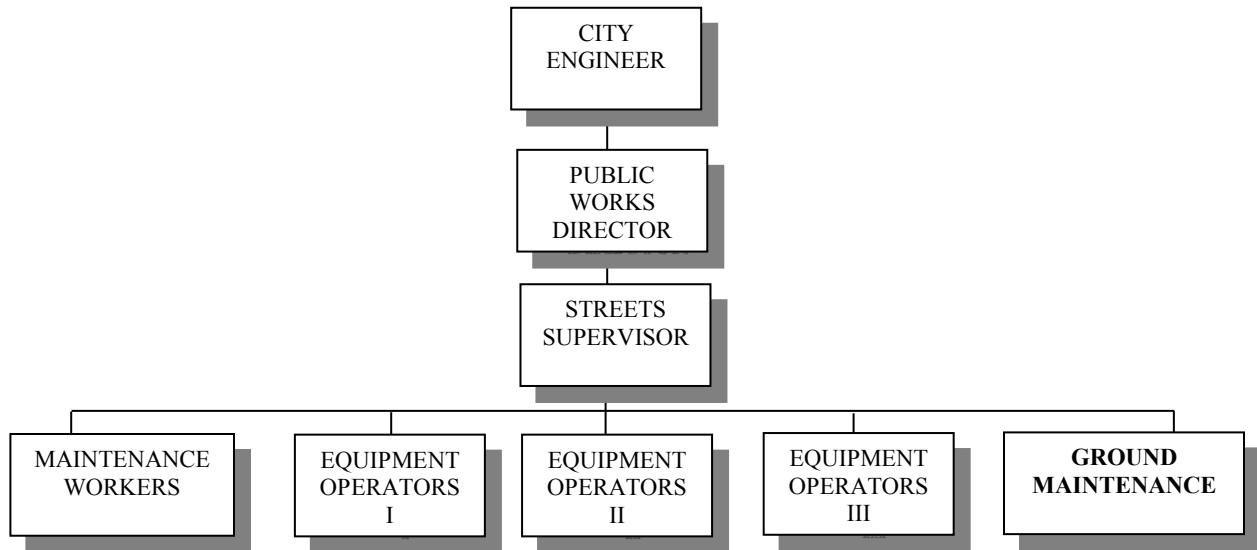 CITY
ENGINEER
PUBLIC
WORKS
DIRECTOR
STREETS
SUPERVISOR
MAINTENANCE
WORKERS
EQUIPMENT
OPERATORS
I
EQUIPMENT
OPERATORS
II
EQUIPMENT
OPERATORS
III
GROUND
MAINTENANCE